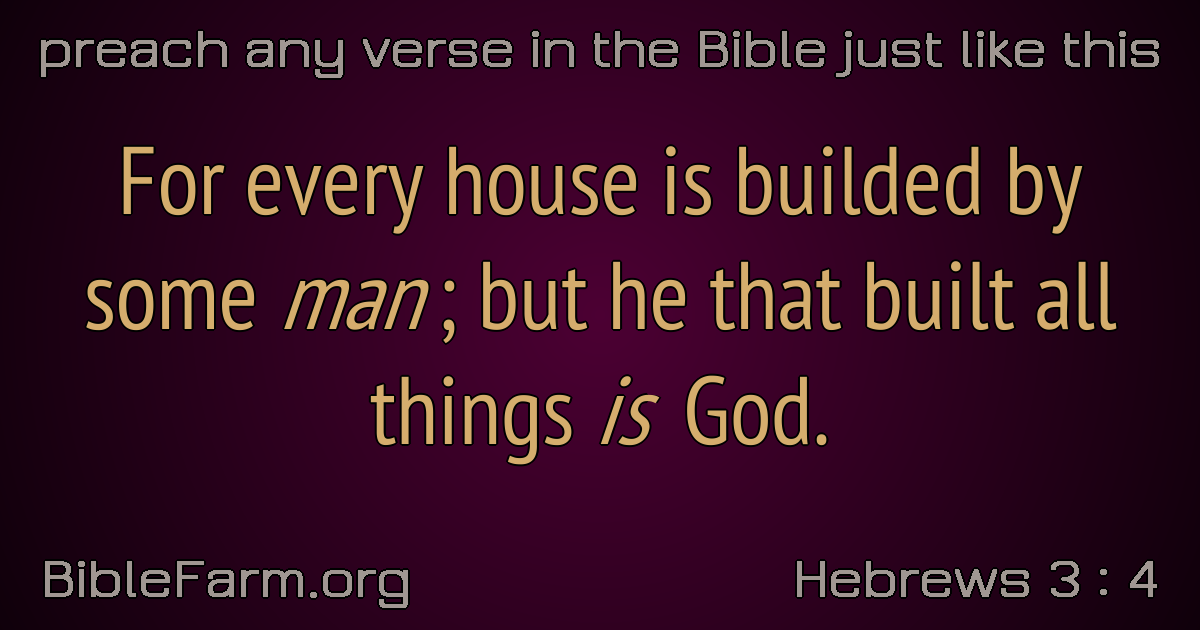 preach any verse in the Bible just like this
For every house is builded by
some man; but he that built all
things is God.
BibleFarm.org
Hebrews 3 : 4